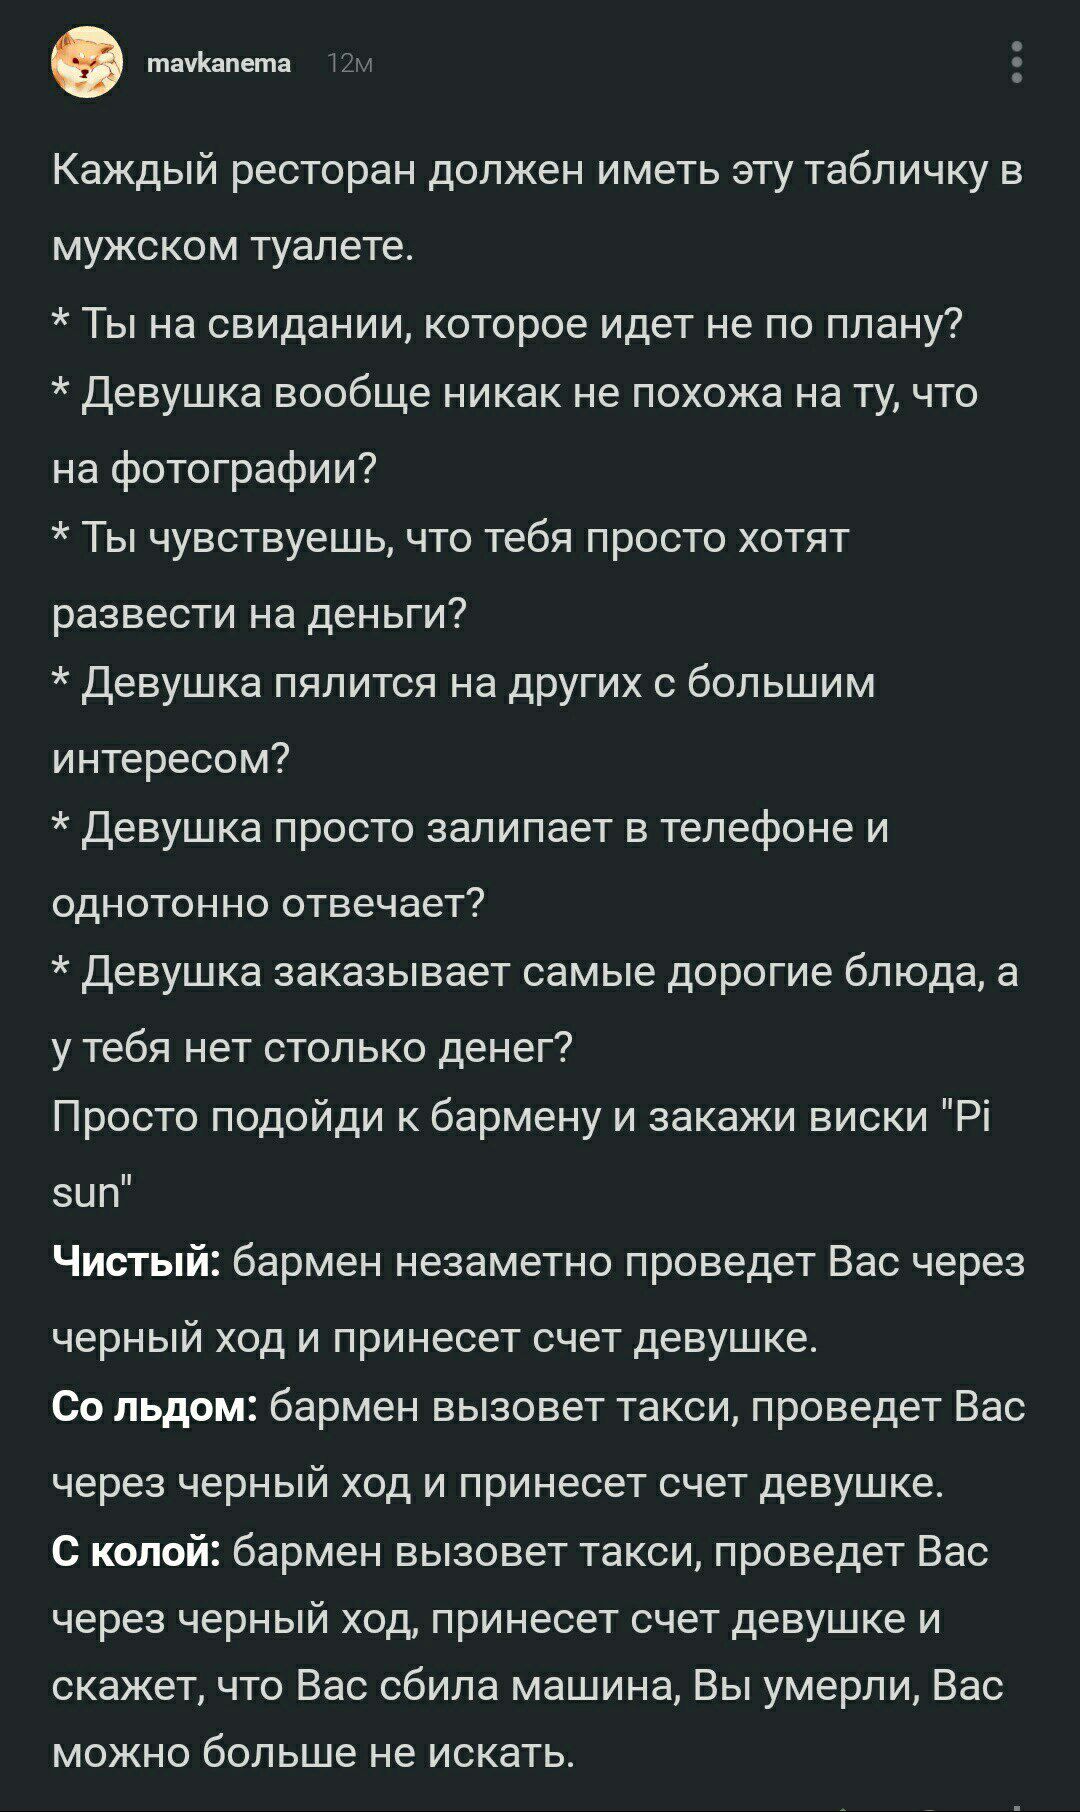 mavkanema 12м
Каждый ресторан должен иметь эту табличку в
мужском туалете.
* Ты на свидании, которое идет не по плану?
* Девушка вообще никак не похожа на ту, что
на фотографии?
* Ты чувствуешь, что тебя просто хотят
развести на деньги?
* Девушка пялится на других с большим
интересом?
* Девушка просто залипает в телефоне и
однотонно отвечает?
* Девушка заказывает самые дорогие блюда, а
у тебя нет столько денег?
Просто подойди к бармену и закажи виски "Pi
sun"
Чистый: бармен незаметно проведет Вас через
черный ход и принесет счет девушке.
Со льдом: бармен вызовет такси, проведет Вас
через черный ход и принесет счет девушке.
С колой: бармен вызовет такси, проведет Вас
через черный ход, принесет счет девушке и
скажет, что Вас сбила машина, Вы умерли, Вас
можно больше не искать.